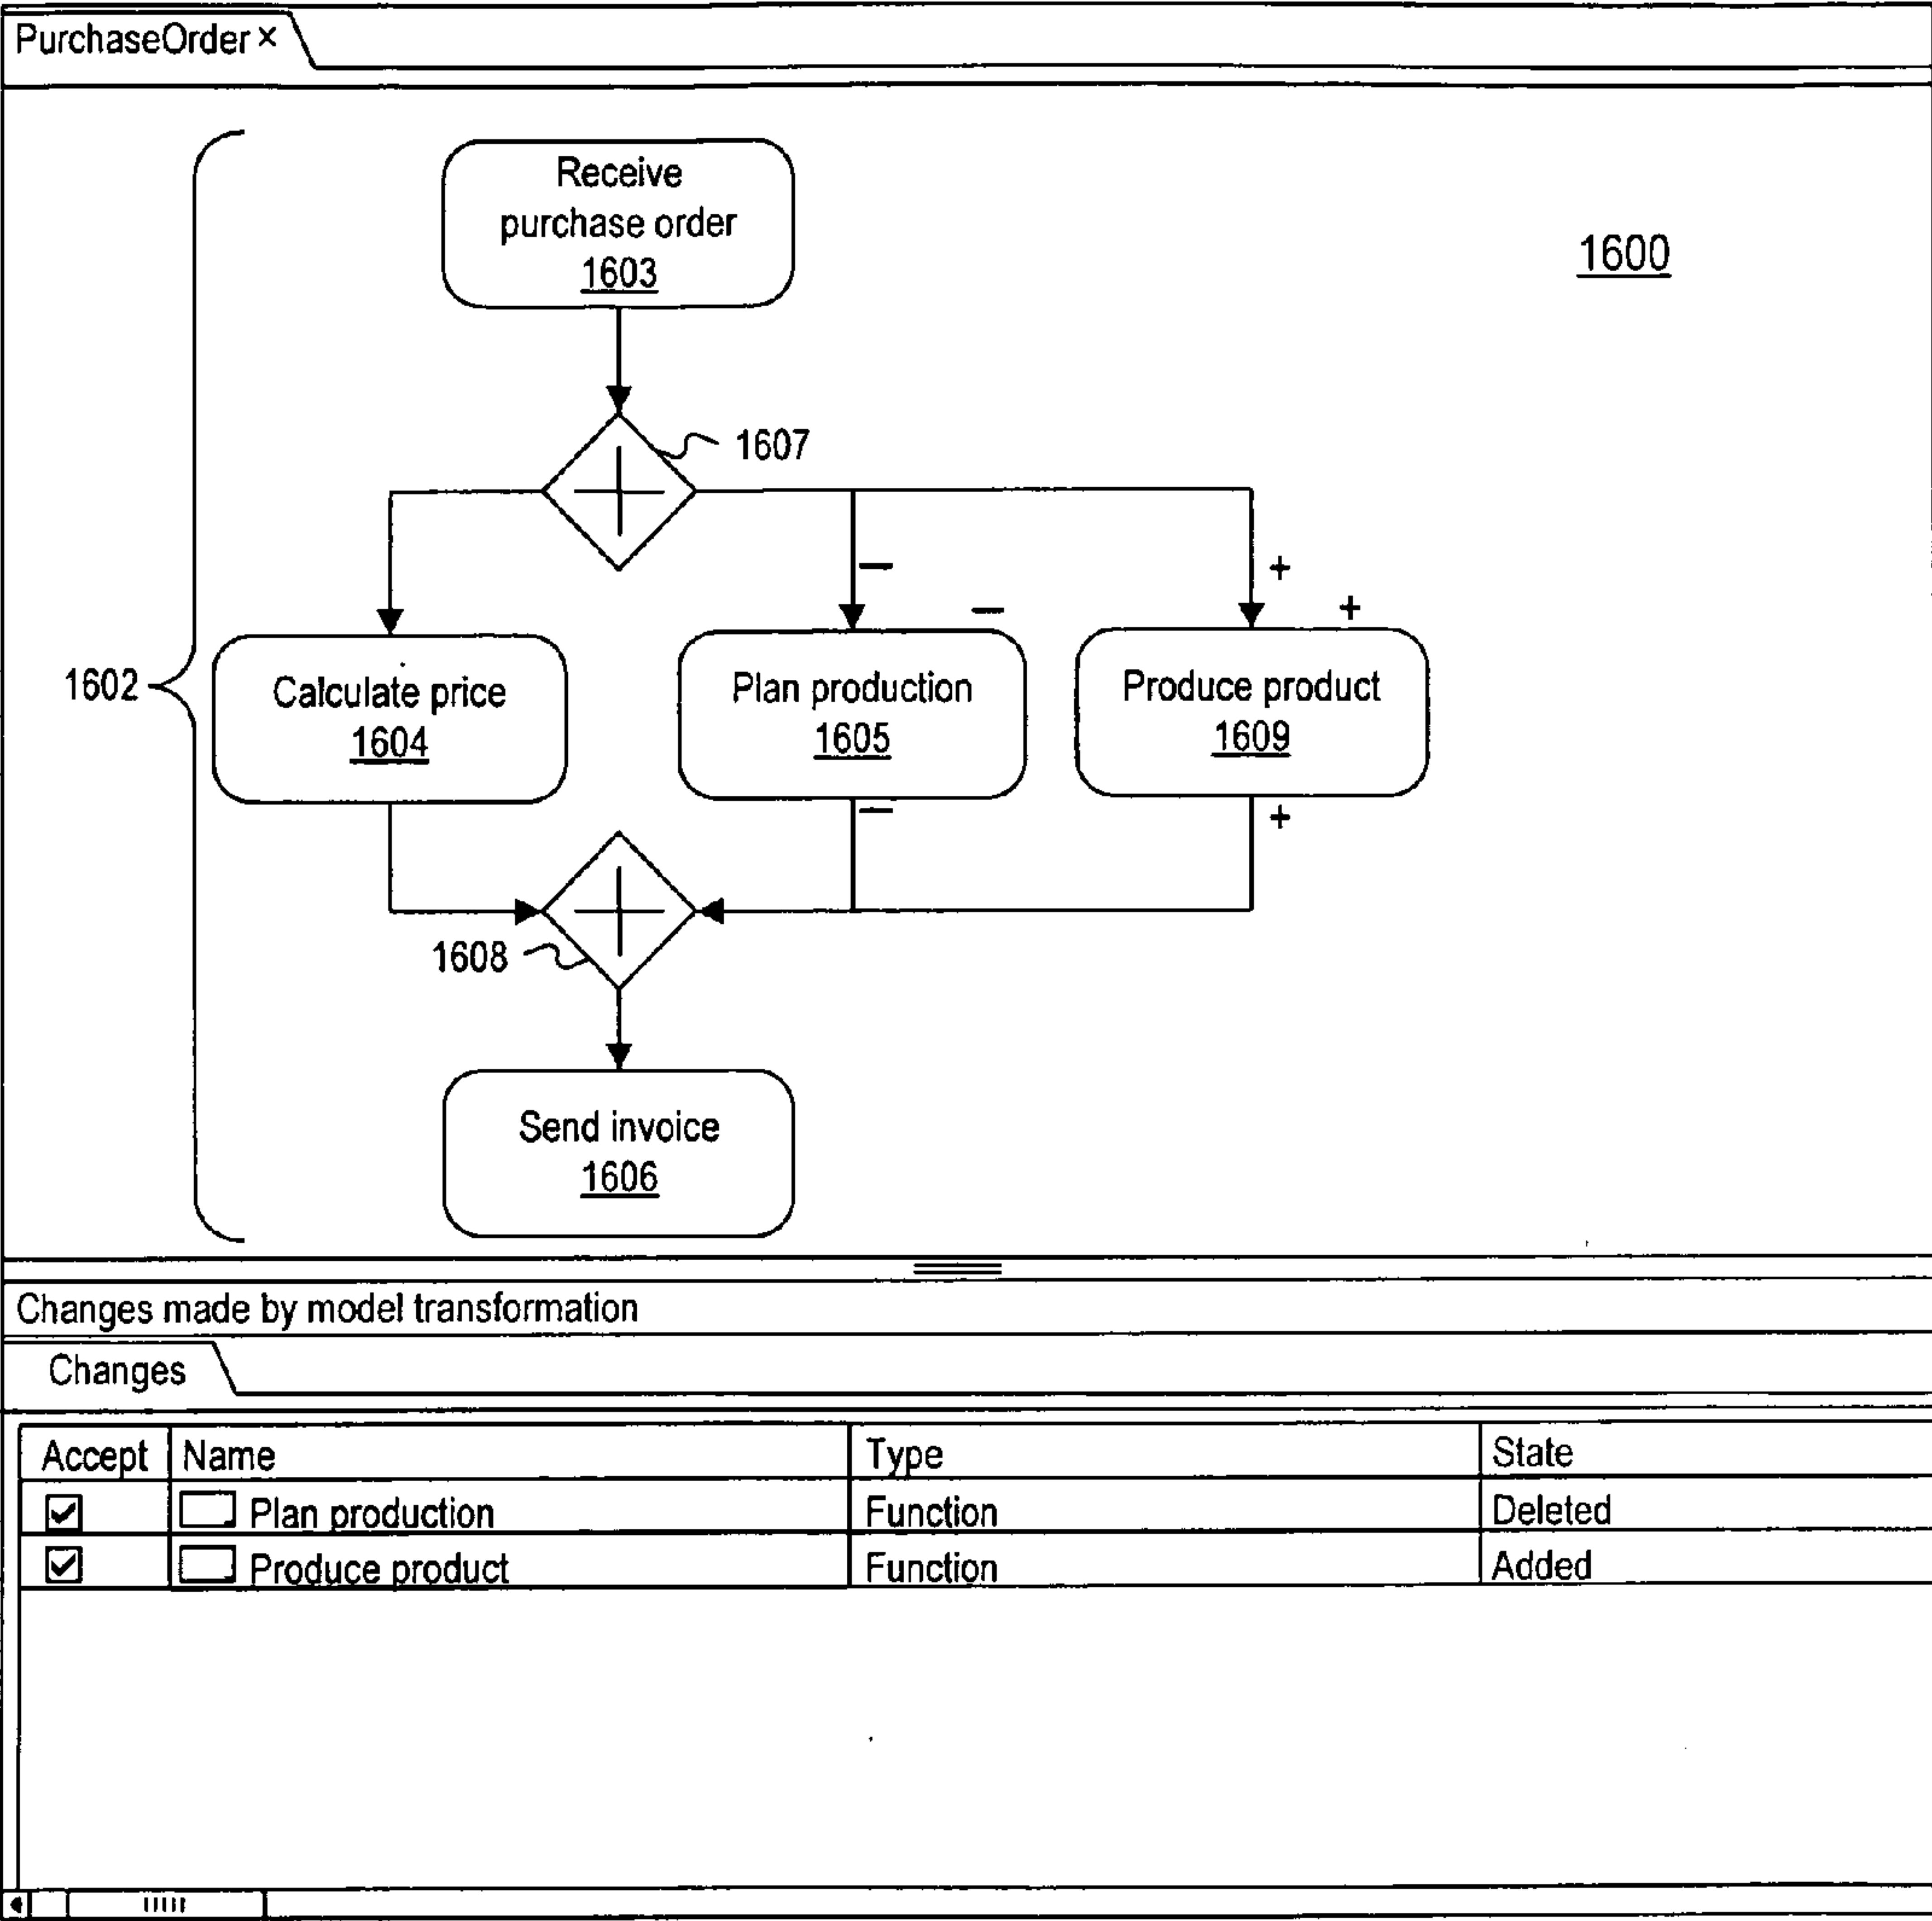 PurchaseOrder ×
Receive
purchase order
1603
1600
1607
+
+
1602
Calculate price
1604
Plan production
1605
Produce product
1609
+
1608
Send invoice
1606
Changes made by model transformation
Changes
Accept Name Type State
Plan production Function Deleted
Produce product Function Added